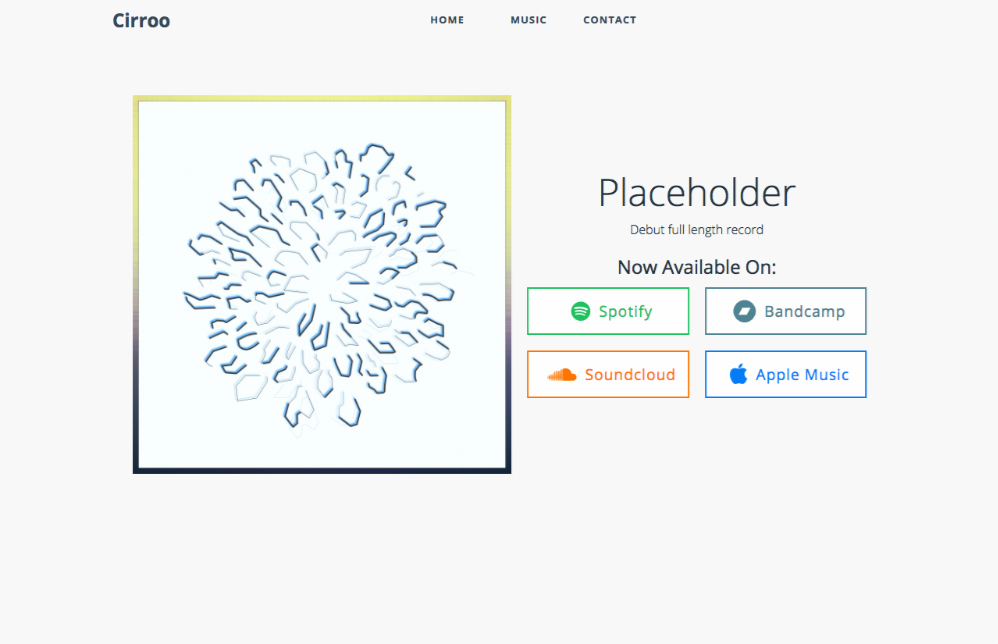 Cirroo
HOME MUSIC CONTACT
Placeholder
Debut full length record
Now Available On:
Spotify
Bandcamp
Soundcloud
Apple Music